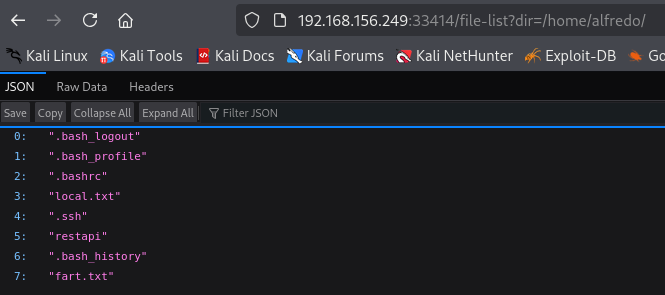 192.168.156.249:33414/file-list?dir=/home/alfredo/
Kali Linux Kali Tools Kali Docs Kali Forums Kali NetHunter Exploit-DB Go
JSON Raw Data Headers
Save Copy Collapse All Expand All Filter JSON
0: ".bash_logout"
1: ".bash_profile"
2: ".bashrc"
3: "local.txt"
4: ".ssh"
5: "restapi"
6: ".bash_history"
7: "fart.txt"